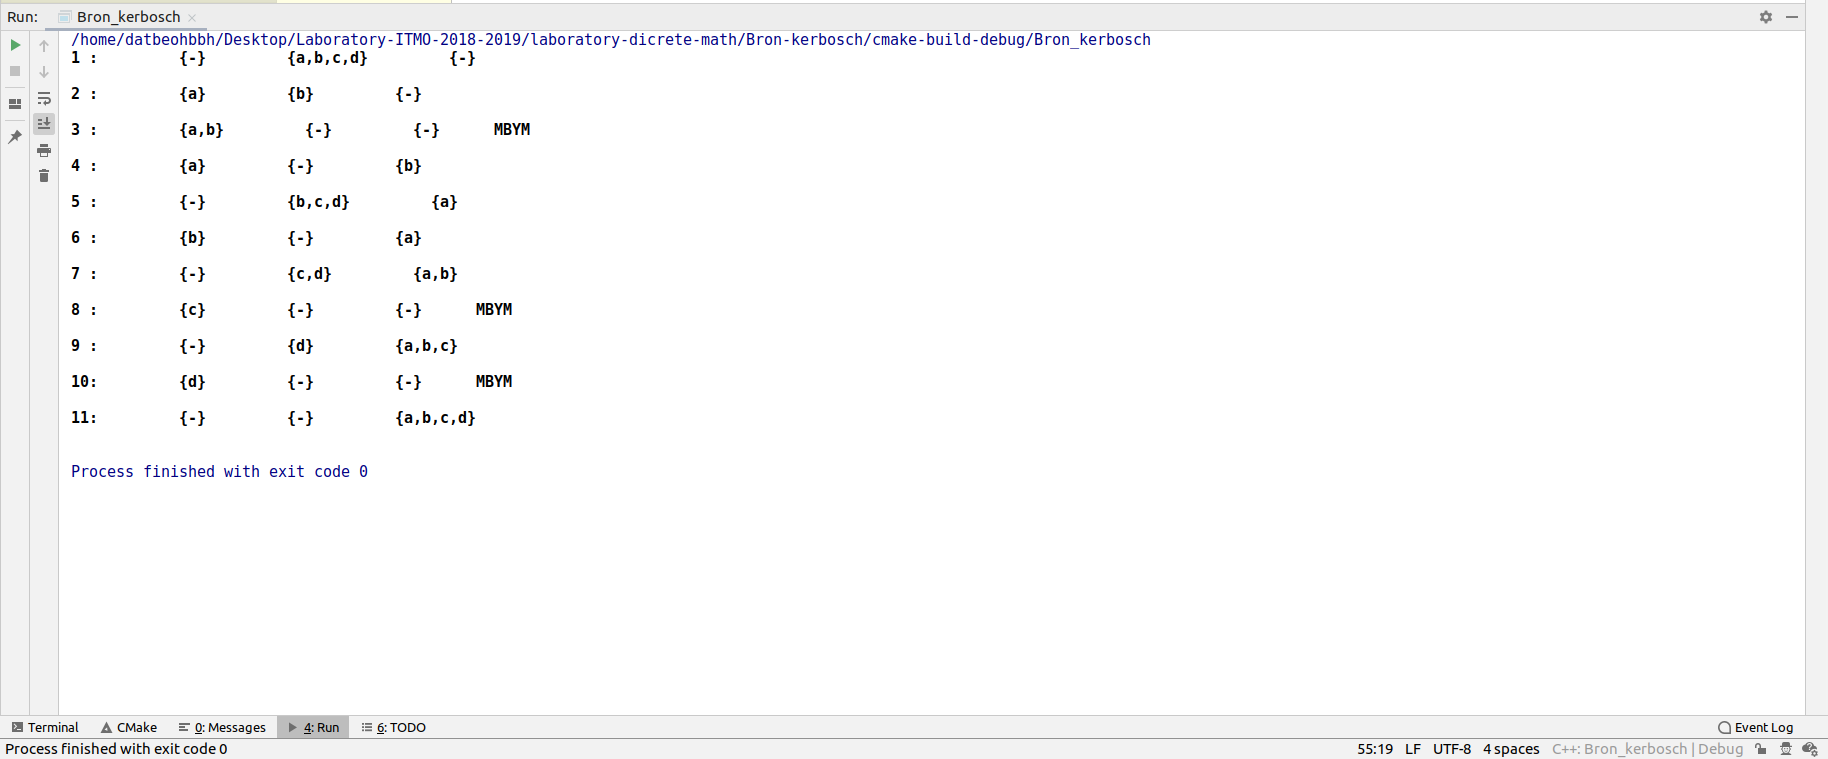 Run: Bron_kerbosch
/home/datbeohbbh/Desktop/Laboratory-ITMO-2018-2019/laboratory-dicrete-math/Bron-kerbosch/cmake-build-debug/Bron_kerbosch
1 : {-} {a,b,c,d} {-}
2 : {a} {b} {-}
3 : {a,b} {-} {-} MBYM
4 : {a} {-} {b}
5 : {-} {b,c,d} {a}
6 : {b} {-} {a}
7 : {-} {c,d} {a,b}
8 : {c} {-} {-} MBYM
9 : {-} {d} {a,b,c}
10: {d} {-} {-} MBYM
11: {-} {-} {a,b,c,d}
Process finished with exit code 0
Terminal CMake 0: Messages 4: Run 6: TODO Event Log
Process finished with exit code 0 55:19 LF UTF-8 4 spaces C++: Bron_kerbosch | Debug